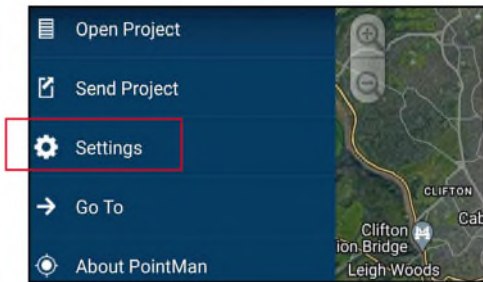 Open Project
Send Project
Settings
Go To
About PointMan
CLIFTON
Clifton
ion Bridge
Leigh Woods
Cab